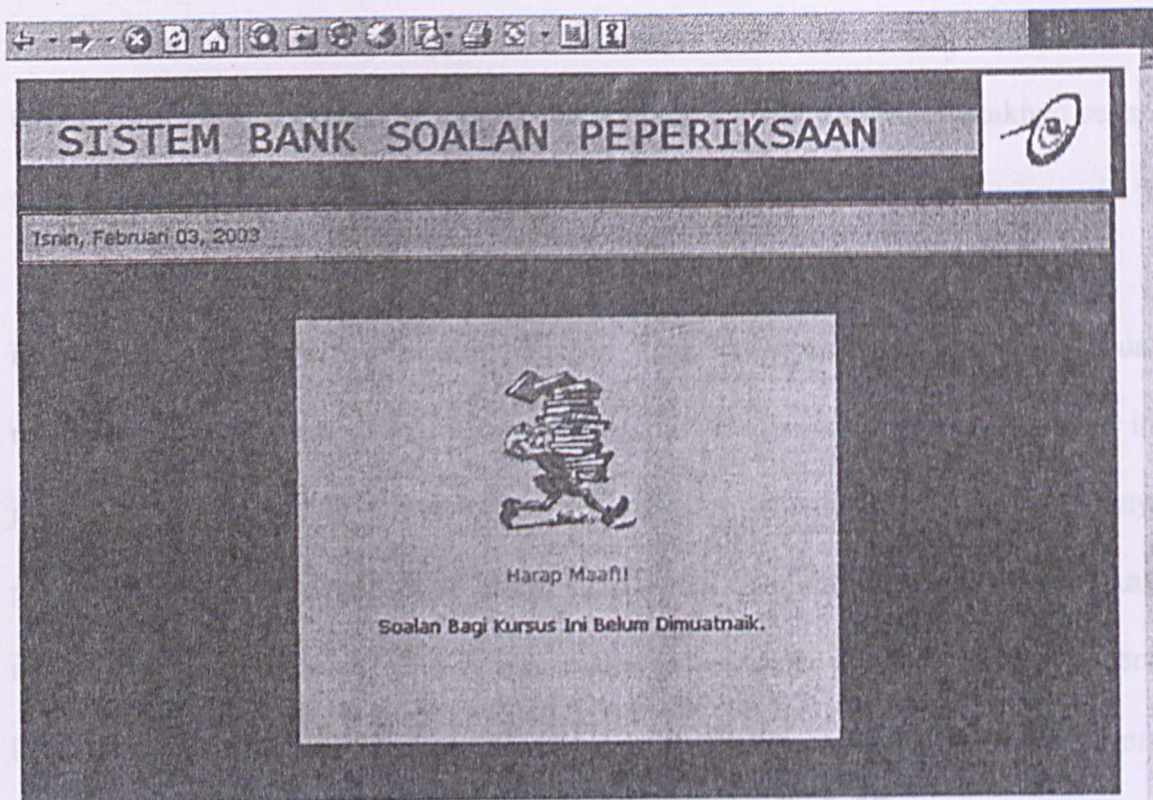 SISTEM BANK SOALAN PEPERIKSAAN
Isnin, Februari 03, 2003
Harap Maaf!!
Soalan Bagi Kursus Ini Belum Dimuatnaik.